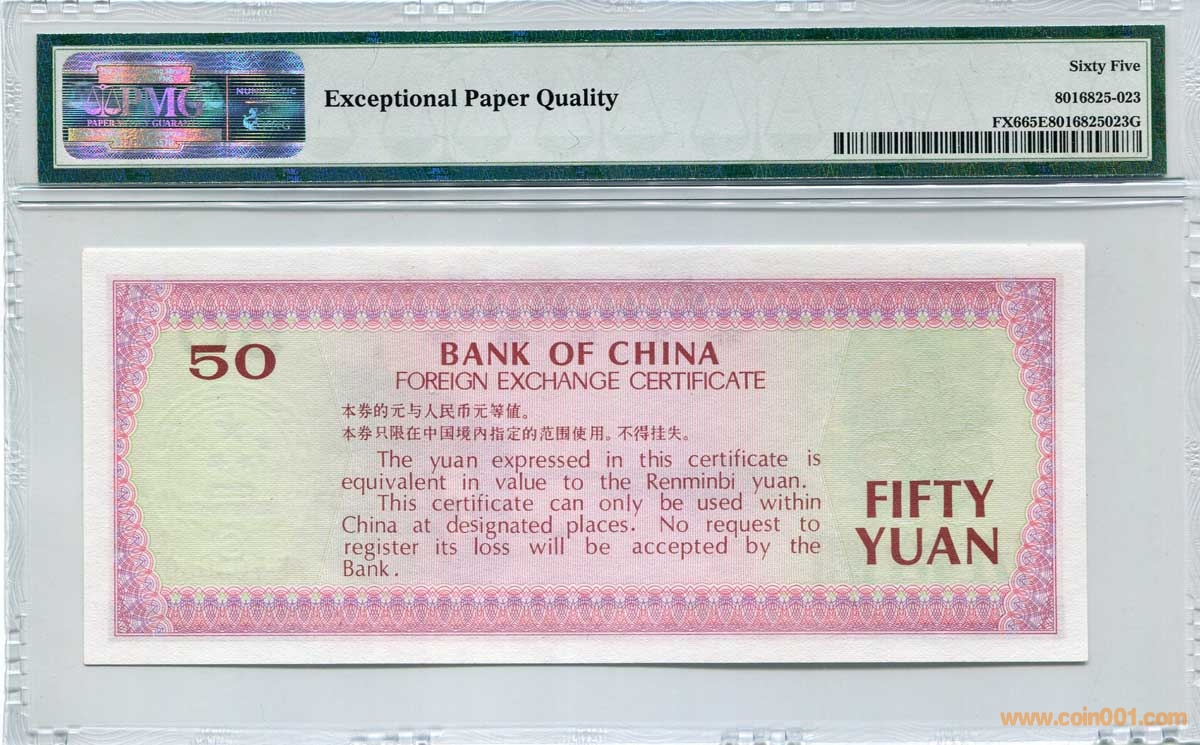 PMG
PAPER MONEY GUARANTY
NUMISMATIC
Exceptional Paper Quality
Sixty Five
8016825-023
FX665E8016825023G
50
BANK OF CHINA
FOREIGN EXCHANGE CERTIFICATE
本券的元与人民币元等值。
本券只限在中国境内指定的范围使用。不得挂失。
The yuan expressed in this certificate is
equivalent in value to the Renminbi yuan.
This certificate can only be used within
China at designated places. No request to
register its loss will be accepted by the
Bank.
FIFTY
YUAN
www.coin001.com